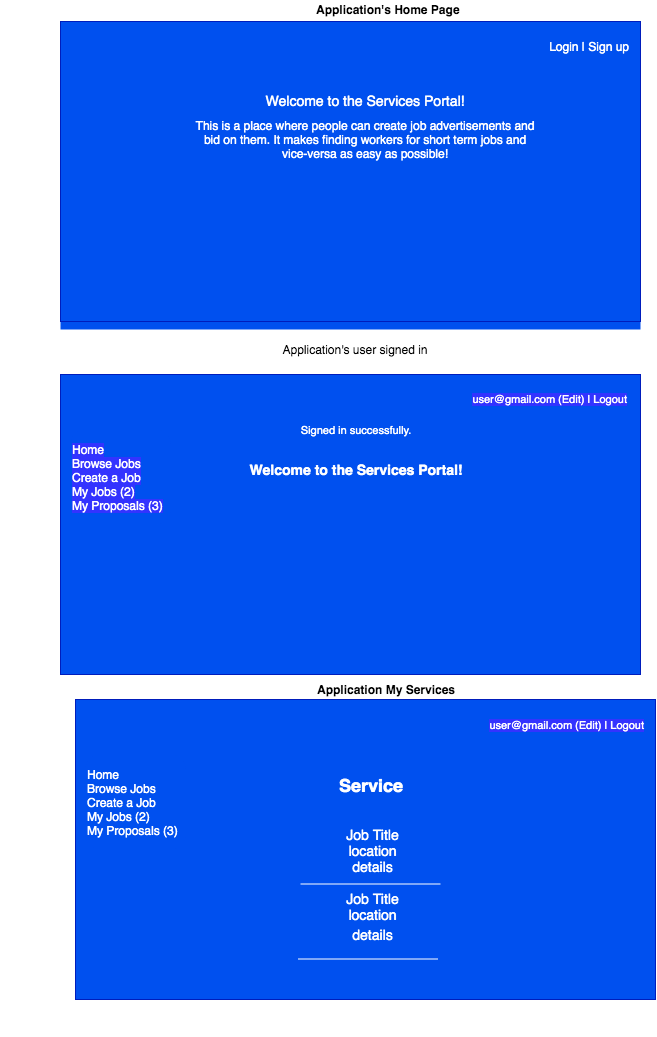 Application's Home Page
Login | Sign up
Welcome to the Services Portal!
This is a place where people can create job advertisements and
bid on them. It makes finding workers for short term jobs and
vice-versa as easy as possible!
Application's user signed in
user@gmail.com (Edit) | Logout
Signed in successfully.
Home
Browse Jobs
Welcome to the Services Portal!
Create a Job
My Jobs (2)
My Proposals (3)
Application My Services
user@gmail.com (Edit) | Logout
Home
Browse Jobs
Create a Job
My Jobs (2)
My Proposals (3)
Service
Job Title
location
details
Job Title
location
details